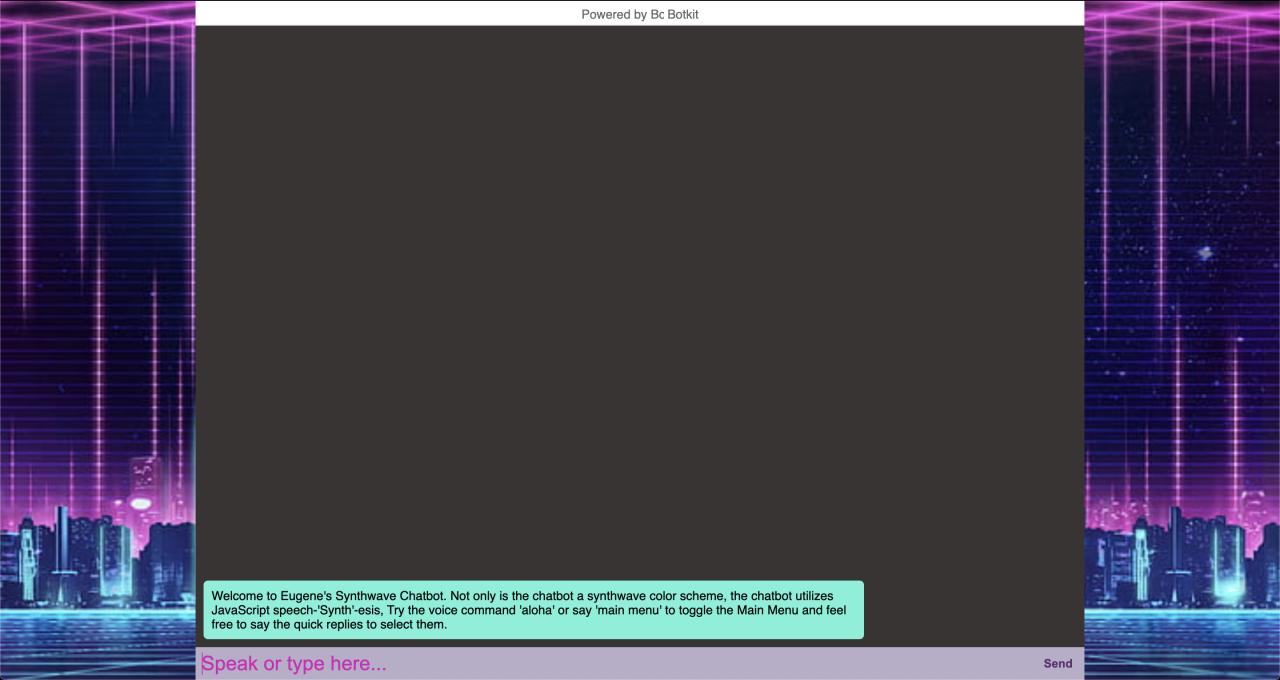 Powered by Bc Botkit
Welcome to Eugene's Synthwave Chatbot. Not only is the chatbot a synthwave color scheme, the chatbot utilizes
JavaScript speech-'Synth'-esis, Try the voice command 'aloha' or say 'main menu' to toggle the Main Menu and feel
free to say the quick replies to select them.
Speak or type here...
Send